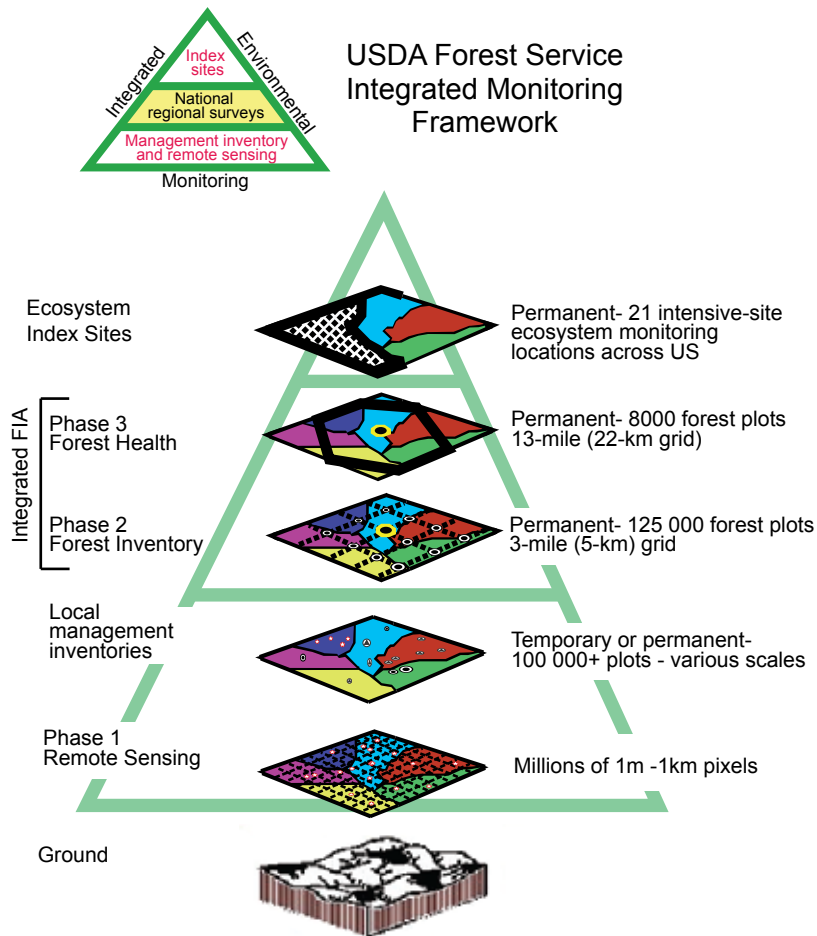 USDA Forest Service
Integrated Monitoring
Framework
Integrated
Environmental
Monitoring
Index
sites
National
regional surveys
Management inventory
and remote sensing
Ecosystem
Index Sites
Permanent- 21 intensive-site
ecosystem monitoring
locations across US
Integrated FIA
Phase 3
Forest Health
Permanent- 8000 forest plots
13-mile (22-km grid)
Phase 2
Forest Inventory
Permanent- 125 000 forest plots
3-mile (5-km) grid
Local
management
inventories
Temporary or permanent-
100 000+ plots - various scales
Phase 1
Remote Sensing
Millions of 1m -1km pixels
Ground